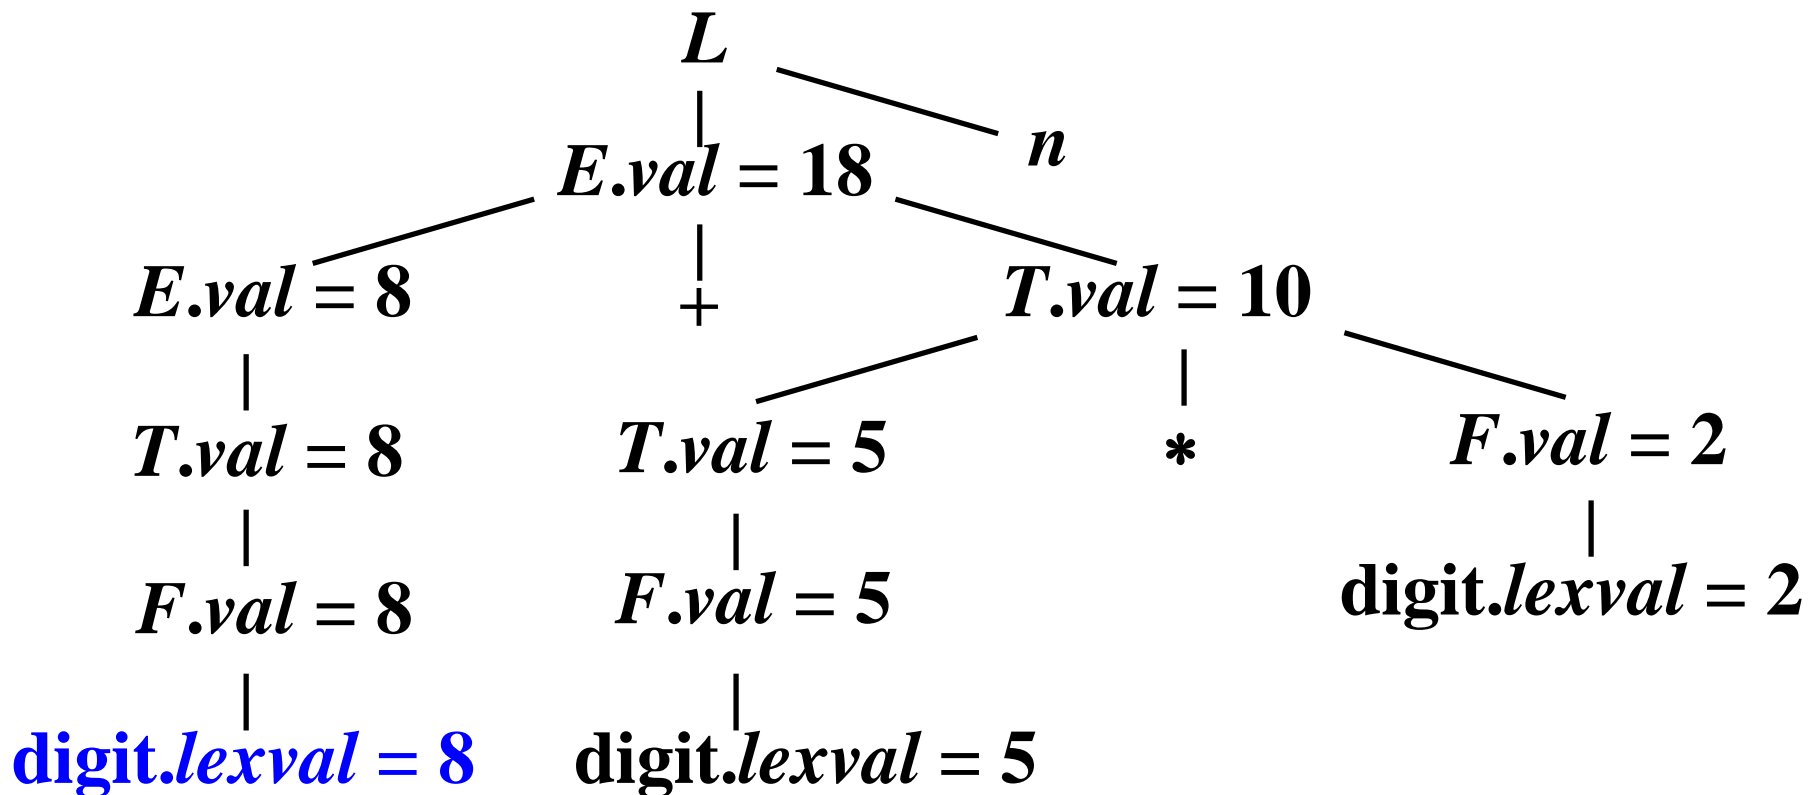 L
n
E.val = 18
E.val = 8 + T.val = 10
T.val = 8 T.val = 5 * F.val = 2
F.val = 8 F.val = 5 digit.lexval = 2
digit.lexval = 8 digit.lexval = 5